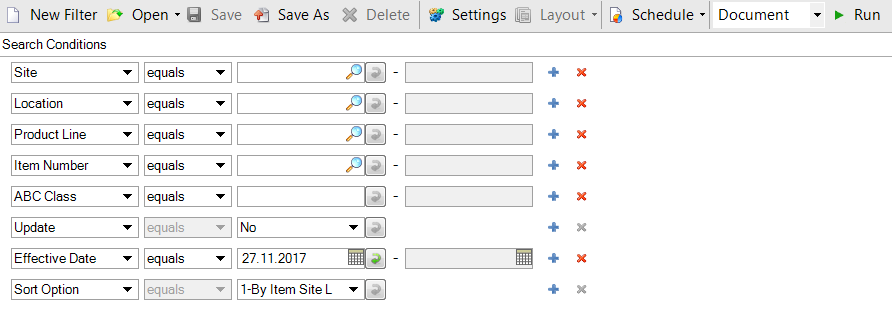 New Filter Open Save Save As Delete Settings Layout Schedule Document Run
Search Conditions
Site equals -
Location equals -
Product Line equals -
Item Number equals -
ABC Class equals -
Update equals No
Effective Date equals 27.11.2017 -
Sort Option equals 1-By Item Site L